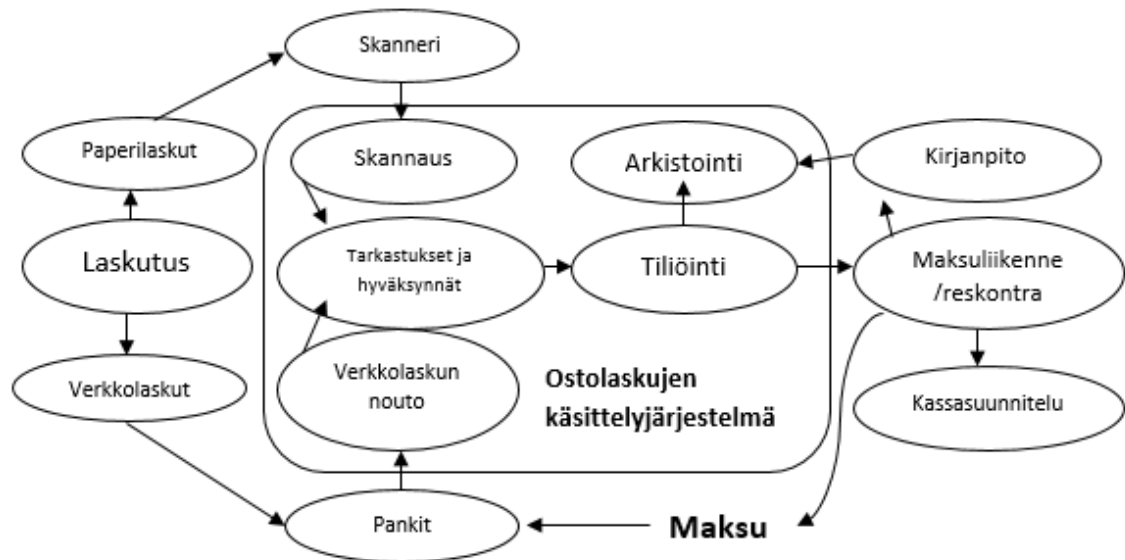 Skanneri
Paperilaskut
Skannaus
Arkistointi
Kirjanpito
Laskutus
Tarkastukset ja
hyväksynnät
Tiliöinti
Maksuliikenne
/reskontra
Verkkolaskut
Verkkolaskun
nouto
Ostolaskujen
käsittelyjärjestelmä
Kassasuunnitelu
Pankit
Maksu